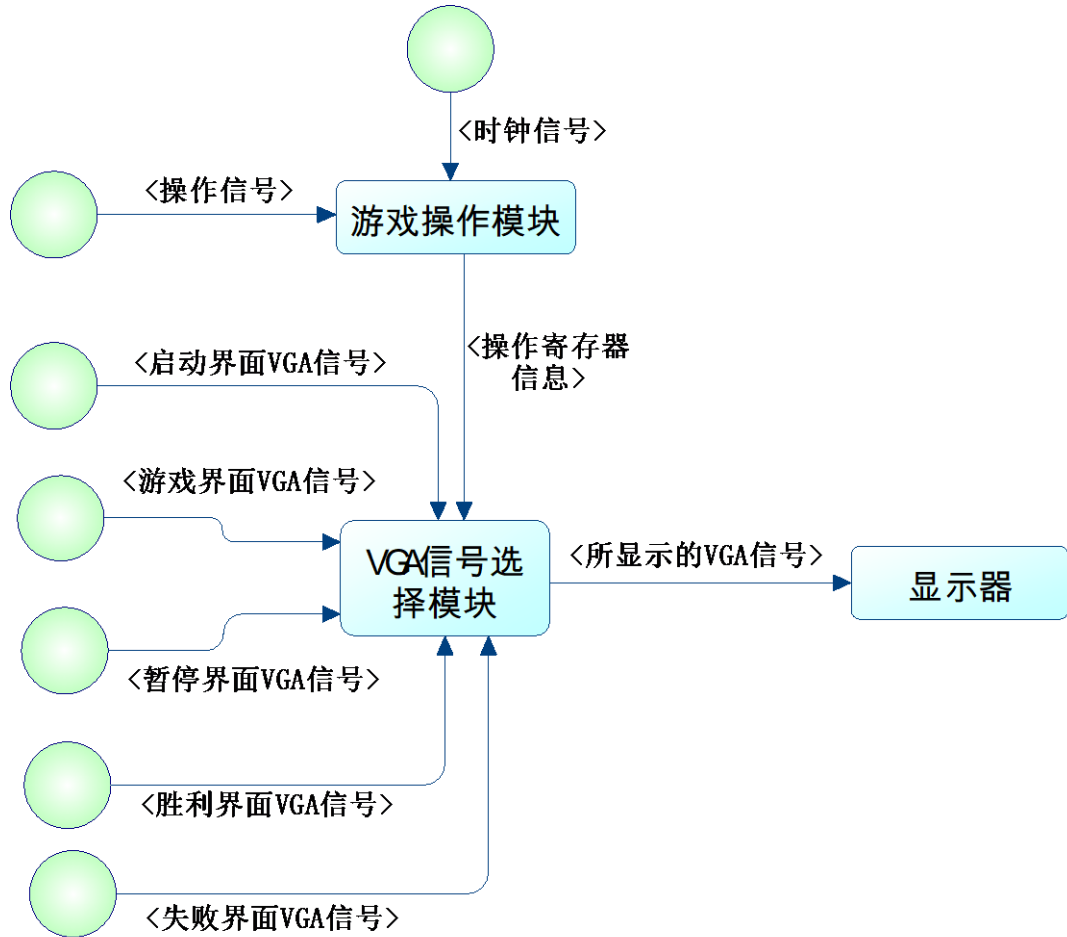 <时钟信号>
<操作信号>
游戏操作模块
<操作寄存器
信息>
<启动界面VGA信号>
<游戏界面VGA信号>
VGA信号选
择模块
<所显示的VGA信号>
显示器
<暂停界面VGA信号>
<胜利界面VGA信号>
<失败界面VGA信号>